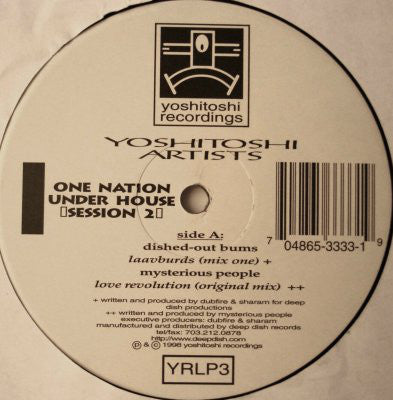 yoshitoshi
recordings
YOSHITOSHI
ARTISTS
ONE NATION
UNDER HOUSE
[SESSION 2]
side A:
dished-out bums
laavburds (mix one) +
mysterious people
love revolution (original mix) ++
7 04865-3333-1 9
+ written and produced by dubfire & sharam for deep
dish productions
++ written and produced by mysterious people
executive producers: dubfire & sharam
manufactured and distributed by deep dish records
tel/fax: 703.212.0878
http://www.deepdish.com
℗ & © 1998 yoshitoshi recordings
YRLP3